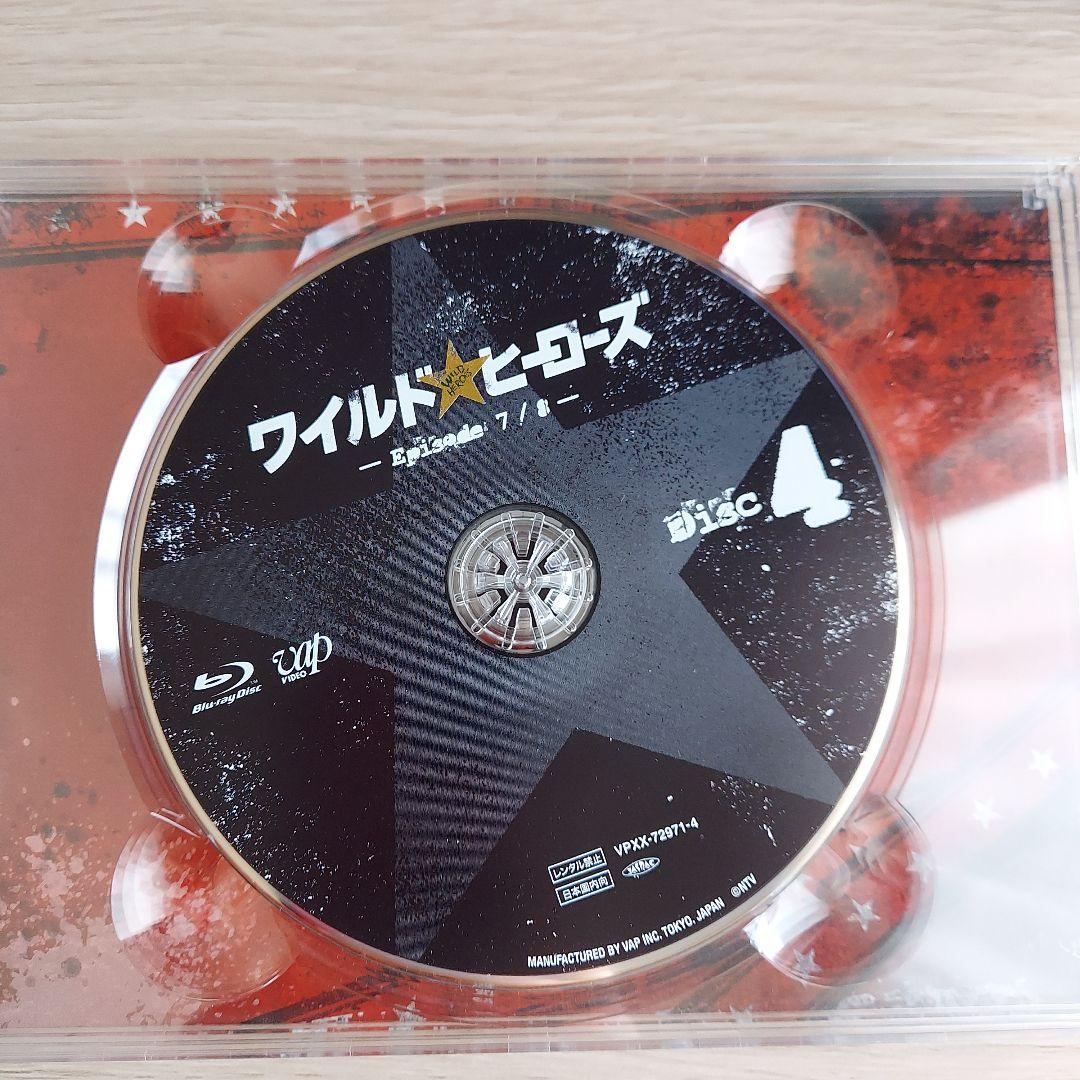 ワイルド★ヒーローズ
WILD HEROES
— Episode 7 / 8 —
Disc 4
Blu-ray Disc™
vap VIDEO
レンタル禁止 VPXX-72971-4
日本国内向
MANUFACTURED BY VAP INC. TOKYO, JAPAN ©NTV